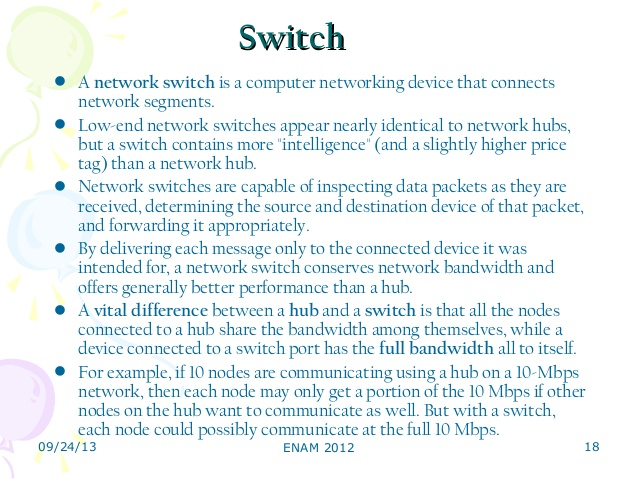 Switch
• A network switch is a computer networking device that connects
network segments.
• Low-end network switches appear nearly identical to network hubs,
but a switch contains more "intelligence" (and a slightly higher price
tag) than a network hub.
• Network switches are capable of inspecting data packets as they are
received, determining the source and destination device of that packet,
and forwarding it appropriately.
• By delivering each message only to the connected device it was
intended for, a network switch conserves network bandwidth and
offers generally better performance than a hub.
• A vital difference between a hub and a switch is that all the nodes
connected to a hub share the bandwidth among themselves, while a
device connected to a switch port has the full bandwidth all to itself.
• For example, if 10 nodes are communicating using a hub on a 10-Mbps
network, then each node may only get a portion of the 10 Mbps if other
nodes on the hub want to communicate as well. But with a switch,
each node could possibly communicate at the full 10 Mbps.
09/24/13 ENAM 2012 18